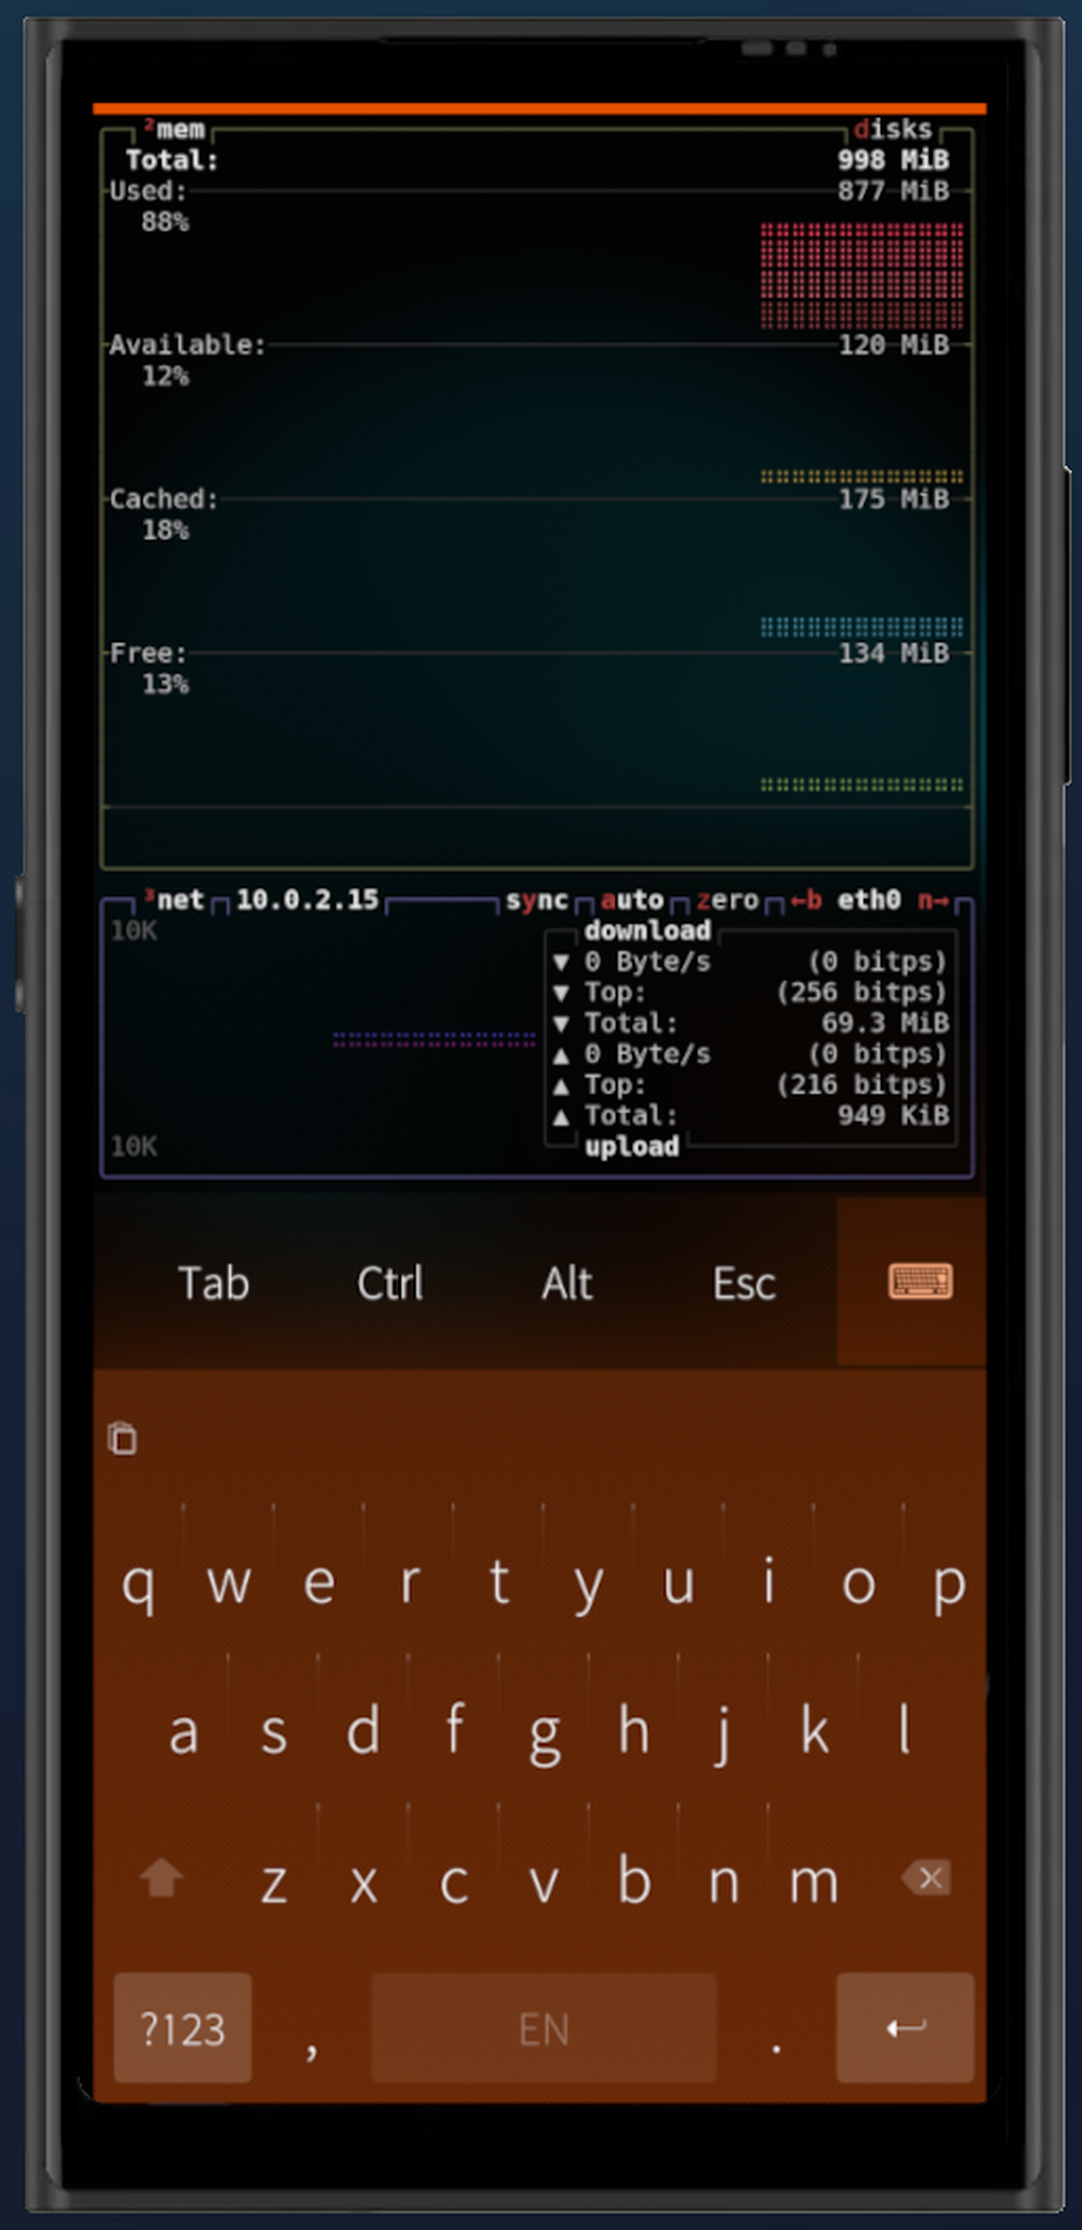 ²mem disks
Total: 998 MiB
Used: 877 MiB
88%
Available: 120 MiB
12%
Cached: 175 MiB
18%
Free: 134 MiB
13%
³net 10.0.2.15 sync auto zero ←b eth0 n→
10K download
▼ 0 Byte/s (0 bitps)
▼ Top: (256 bitps)
▼ Total: 69.3 MiB
▲ 0 Byte/s (0 bitps)
▲ Top: (216 bitps)
▲ Total: 949 KiB
10K upload
Tab Ctrl Alt Esc
q w e r t y u i o p
a s d f g h j k l
z x c v b n m
?123 , EN .